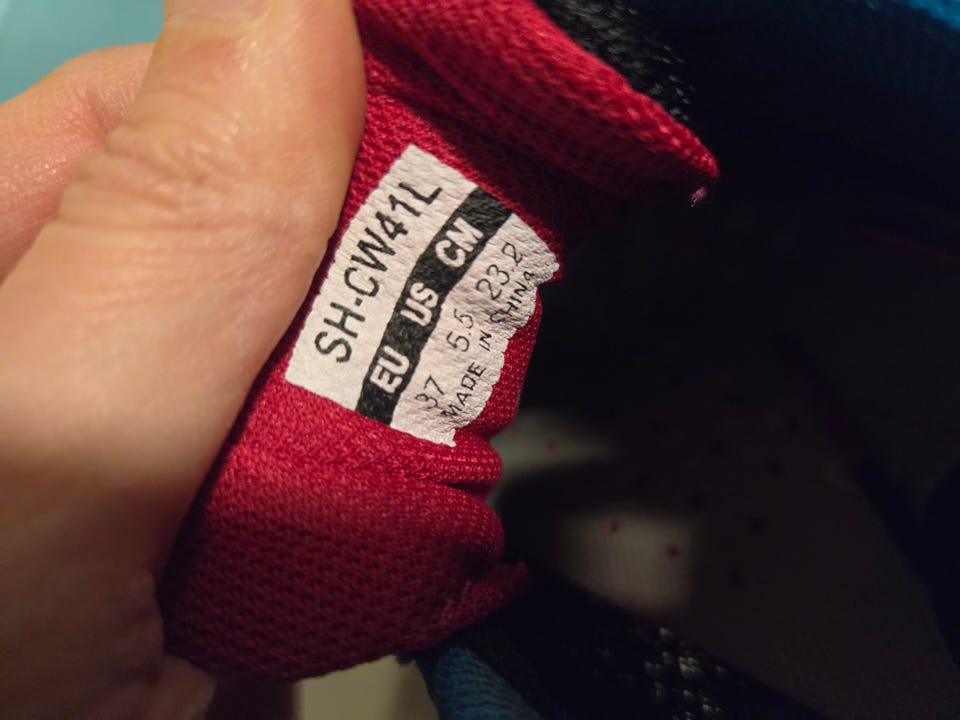 SH-CW41L
EU US CM
37 5.5 23.2
MADE IN CHINA